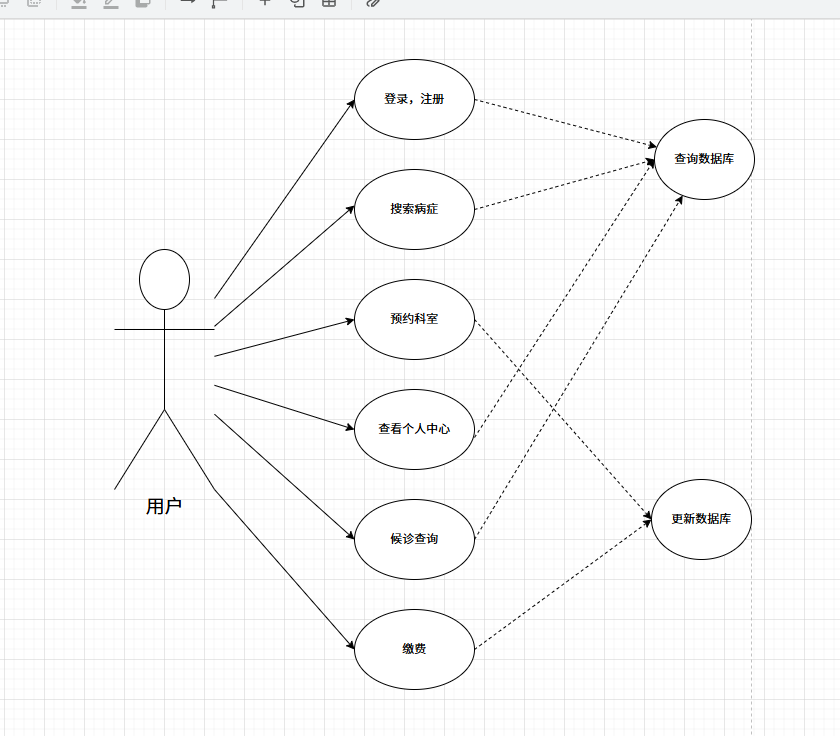 登录，注册
查询数据库
搜索病症
预约科室
查看个人中心
用户
更新数据库
候诊查询
缴费